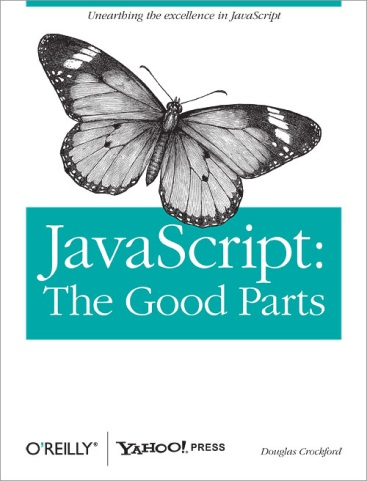 Unearthing the excellence in JavaScript
JavaScript:
The Good Parts
O'REILLY®
YAHOO! PRESS
Douglas Crockford